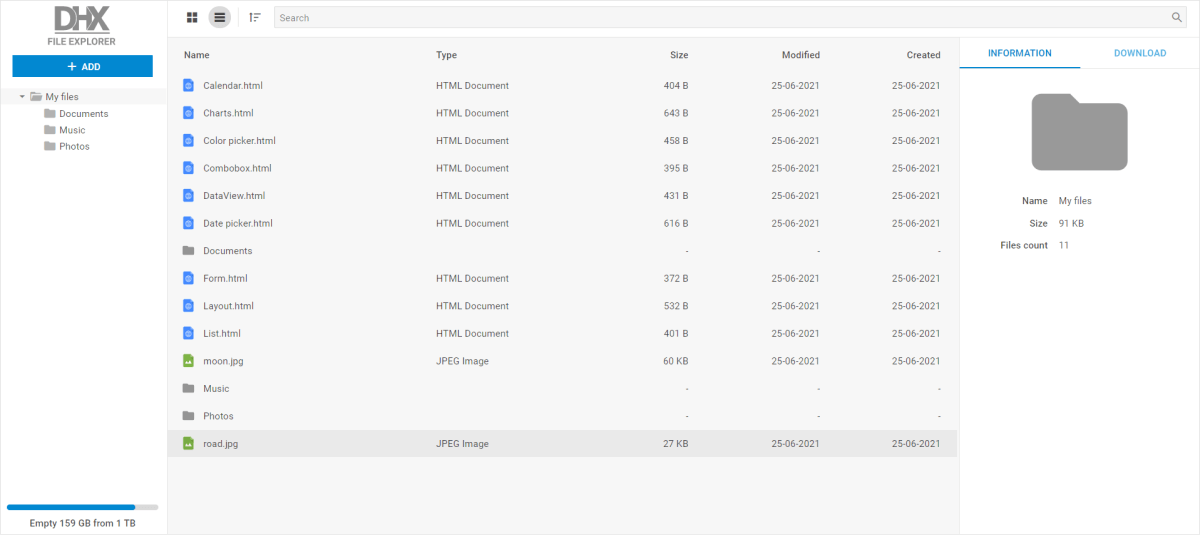 DHX
FILE EXPLORER
+ ADD
My files
Documents
Music
Photos
Empty 159 GB from 1 TB
Search
Name Type Size Modified Created
Calendar.html HTML Document 404 B 25-06-2021 25-06-2021
Charts.html HTML Document 643 B 25-06-2021 25-06-2021
Color picker.html HTML Document 458 B 25-06-2021 25-06-2021
Combobox.html HTML Document 395 B 25-06-2021 25-06-2021
DataView.html HTML Document 431 B 25-06-2021 25-06-2021
Date picker.html HTML Document 616 B 25-06-2021 25-06-2021
Documents - - -
Form.html HTML Document 372 B 25-06-2021 25-06-2021
Layout.html HTML Document 532 B 25-06-2021 25-06-2021
List.html HTML Document 401 B 25-06-2021 25-06-2021
moon.jpg JPEG Image 60 KB 25-06-2021 25-06-2021
Music - - -
Photos - - -
road.jpg JPEG Image 27 KB 25-06-2021 25-06-2021
INFORMATION DOWNLOAD
Name My files
Size 91 KB
Files count 11